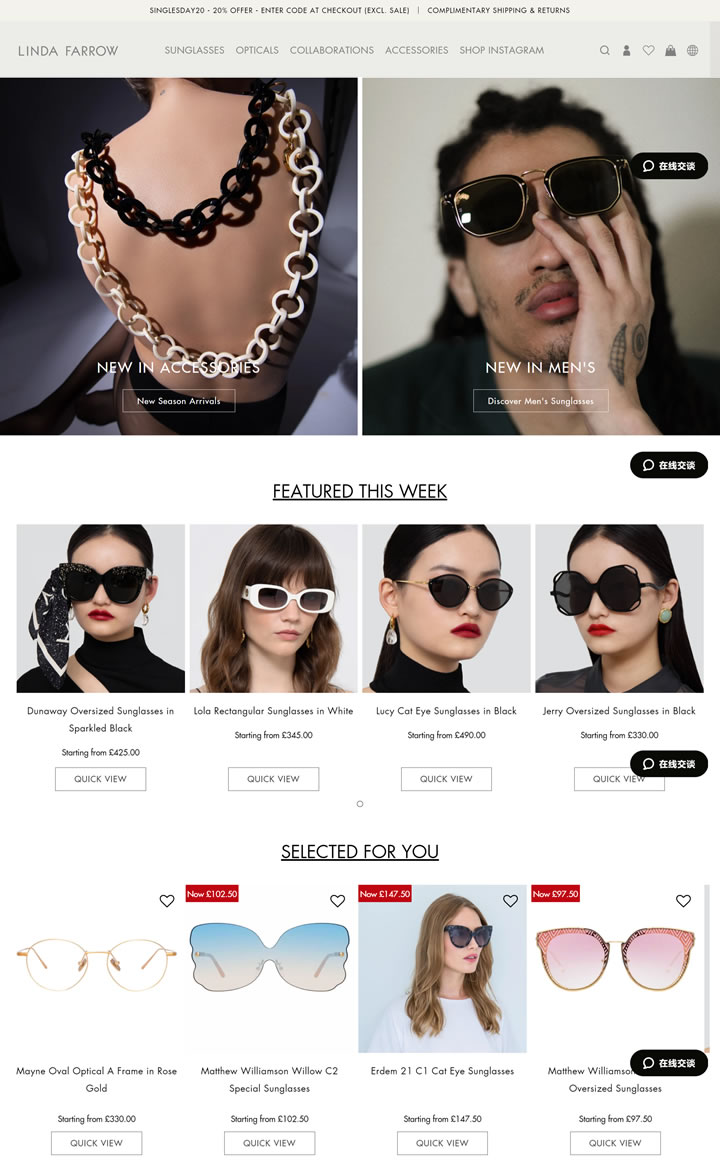 SINGLESDAY20 - 20% OFFER - ENTER CODE AT CHECKOUT (EXCL. SALE) | COMPLIMENTARY SHIPPING & RETURNS
LINDA FARROW
SUNGLASSES OPTICALS COLLABORATIONS ACCESSORIES SHOP INSTAGRAM
在线交谈
NEW IN ACCESSORIES
New Season Arrivals
NEW IN MEN'S
Discover Men's Sunglasses
在线交谈
FEATURED THIS WEEK
Dunaway Oversized Sunglasses in
Sparkled Black
Starting from £425.00
QUICK VIEW
Lola Rectangular Sunglasses in White
Starting from £345.00
QUICK VIEW
Lucy Cat Eye Sunglasses in Black
Starting from £490.00
QUICK VIEW
Jerry Oversized Sunglasses in Black
Starting from £330.00
QUICK VIEW
在线交谈
SELECTED FOR YOU
Mayne Oval Optical A Frame in Rose
Gold
Starting from £330.00
QUICK VIEW
Now £102.50
Matthew Williamson Willow C2
Special Sunglasses
Starting from £102.50
QUICK VIEW
Now £147.50
Erdem 21 C1 Cat Eye Sunglasses
Starting from £147.50
QUICK VIEW
Now £97.50
Matthew
Oversized Sunglasses
Starting from £97.50
QUICK VIEW
在线交谈